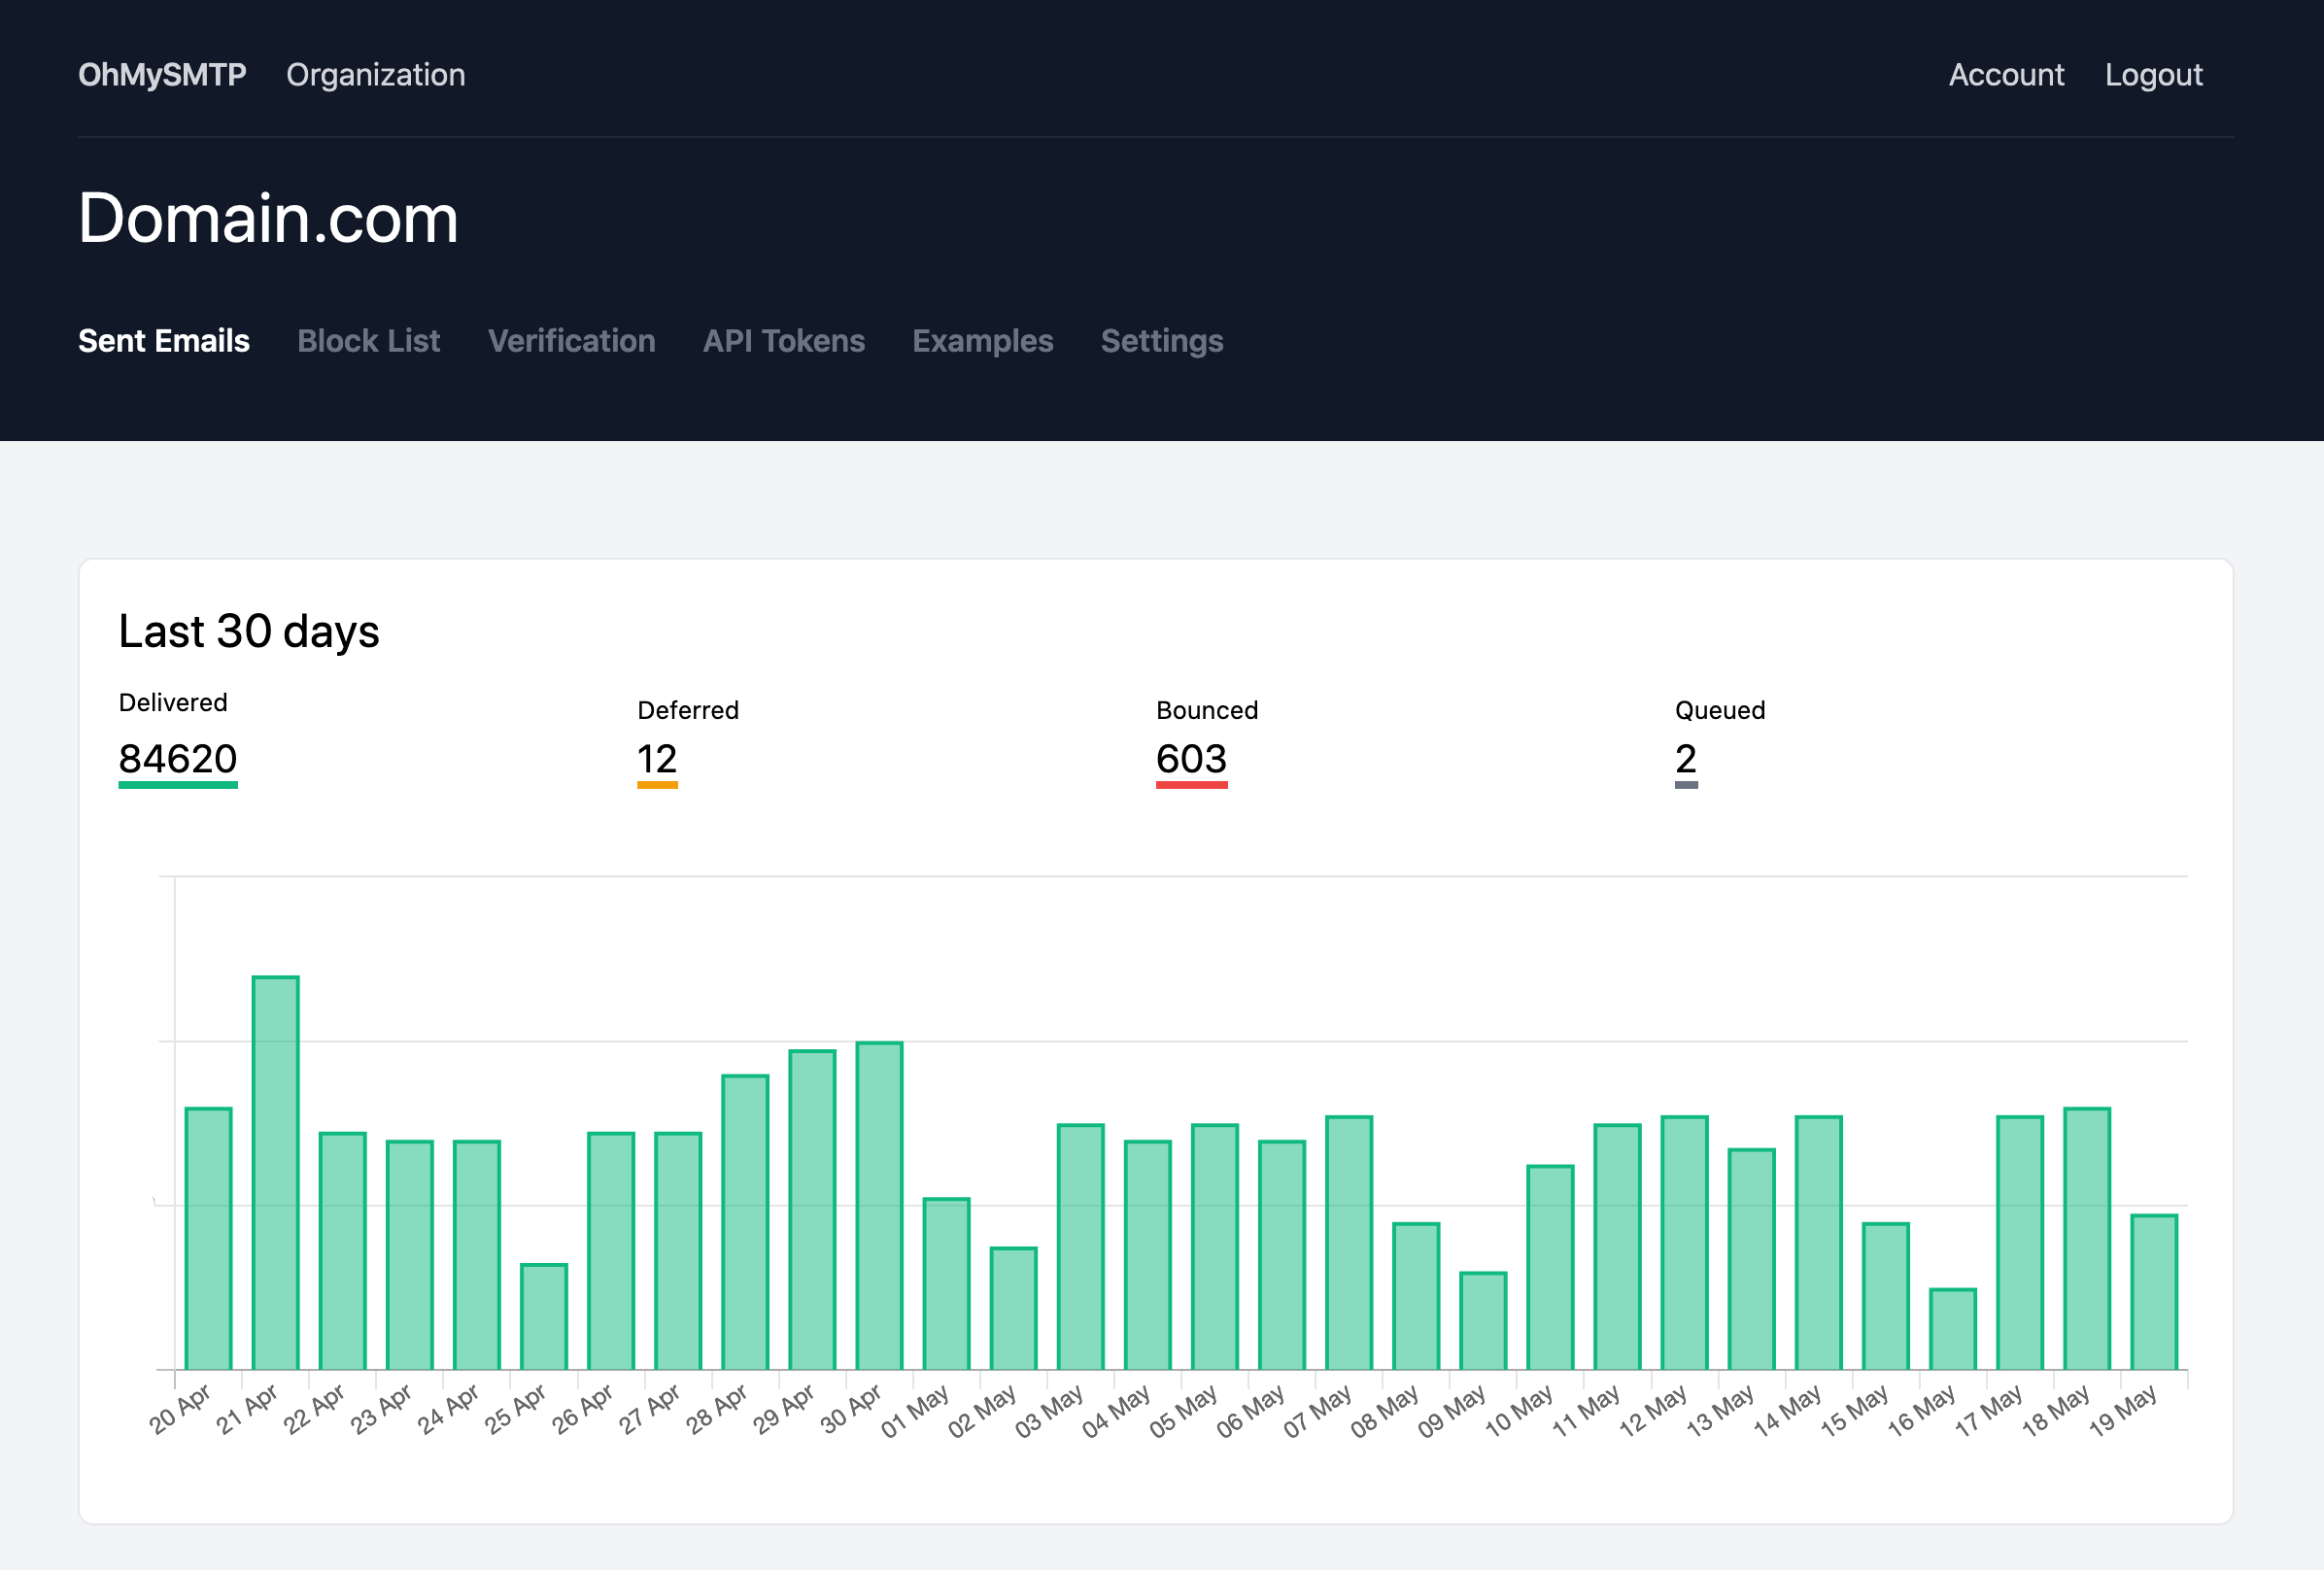 OhMySMTP Organization Account Logout
Domain.com
Sent Emails Block List Verification API Tokens Examples Settings
Last 30 days
Delivered Deferred Bounced Queued
84620 12 603 2
20 Apr 21 Apr 22 Apr 23 Apr 24 Apr 25 Apr 26 Apr 27 Apr 28 Apr 29 Apr 30 Apr 01 May 02 May 03 May 04 May 05 May 06 May 07 May 08 May 09 May 10 May 11 May 12 May 13 May 14 May 15 May 16 May 17 May 18 May 19 May